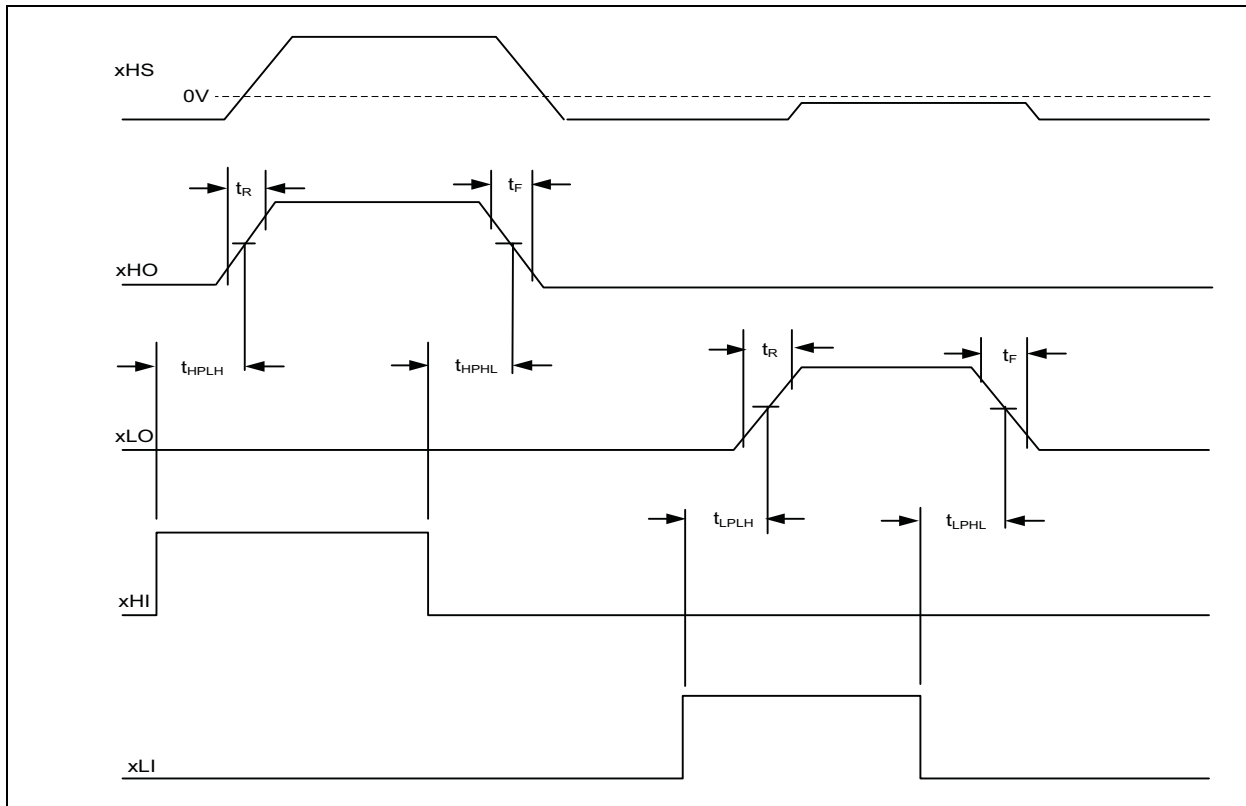 xHS
0V
tR
tF
xHO
tHPLH
tHPHL
tR
tF
xLO
tLPLH
tLPHL
xHI
xLI